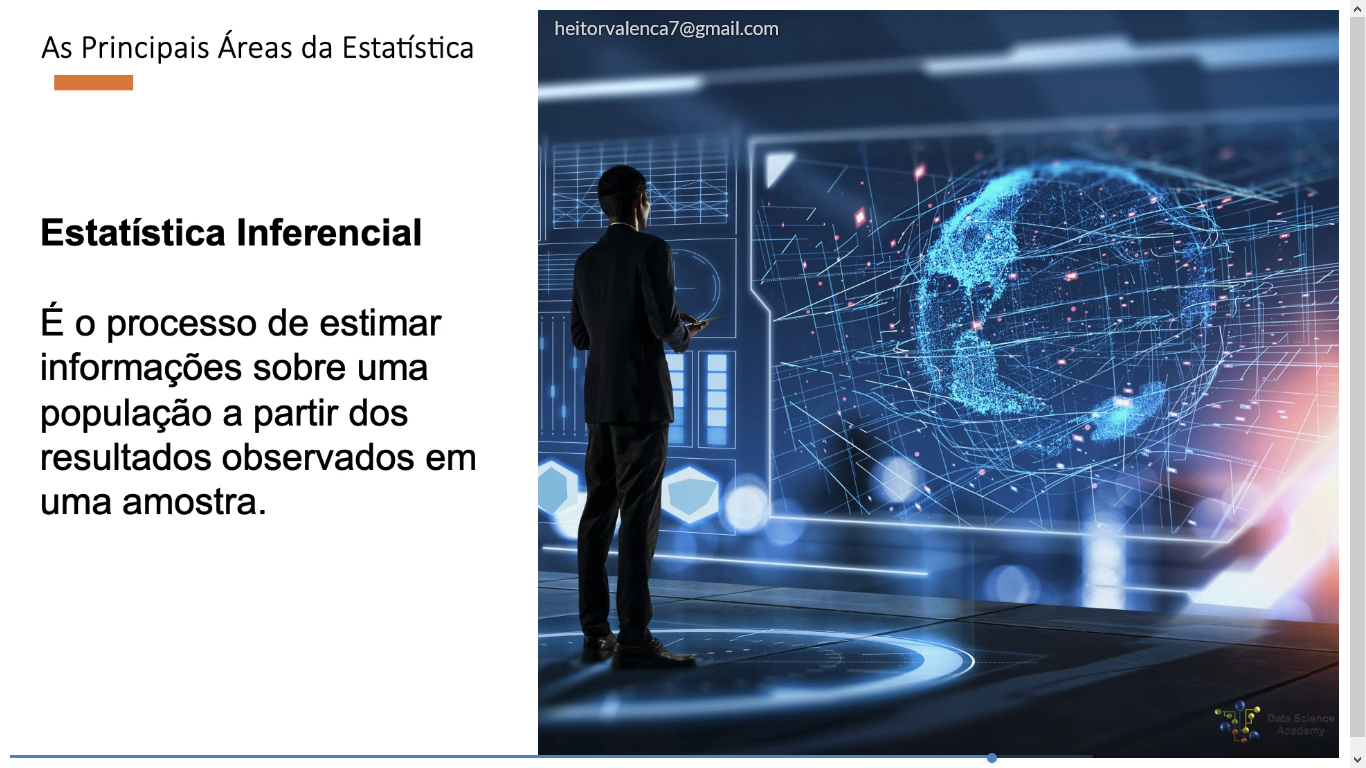 As Principais Áreas da Estatística
heitorvalenca7@gmail.com
Estatística Inferencial
É o processo de estimar
informações sobre uma
população a partir dos
resultados observados em
uma amostra.
Data Science
Academy